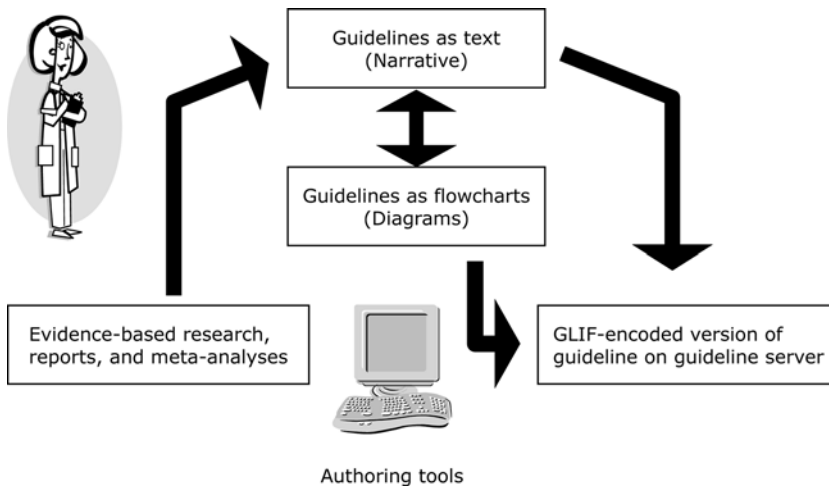 Guidelines as text
(Narrative)
Guidelines as flowcharts
(Diagrams)
Evidence-based research,
reports, and meta-analyses
GLIF-encoded version of
guideline on guideline server
Authoring tools